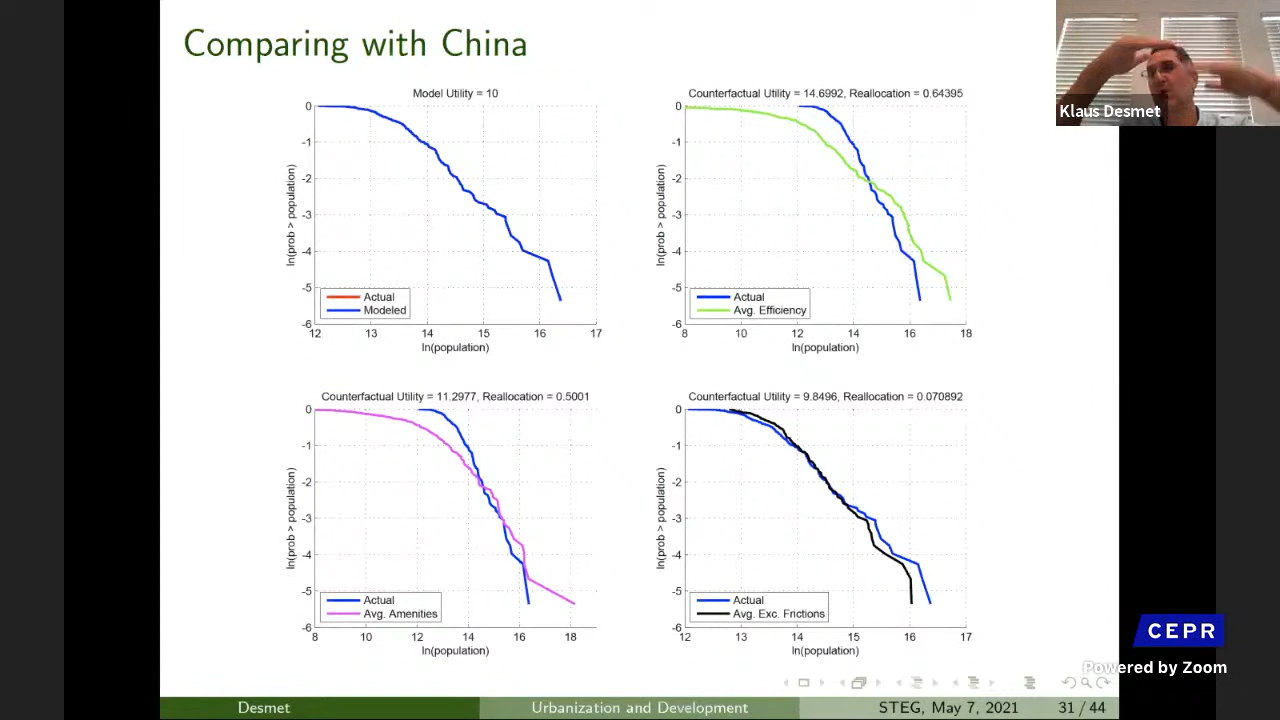 Comparing with China
Klaus Desmet
Model Utility = 10
0
-1
-2
-3
-4
-5
-6
12 13 14 15 16 17
ln(prob > population)
ln(population)
Actual
Modeled
Counterfactual Utility = 14.6992, Reallocation = 0.64395
0
-1
-2
-3
-4
-5
-6
8 10 12 14 16 18
ln(prob > population)
ln(population)
Actual
Avg. Efficiency
Counterfactual Utility = 11.2977, Reallocation = 0.5001
0
-1
-2
-3
-4
-5
-6
8 10 12 14 16 18
ln(prob > population)
ln(population)
Actual
Avg. Amenities
Counterfactual Utility = 9.8496, Reallocation = 0.070892
0
-1
-2
-3
-4
-5
-6
12 13 14 15 16 17
ln(prob > population)
ln(population)
Actual
Avg. Exc. Frictions
CEPR
Powered by Zoom
Desmet Urbanization and Development STEG, May 7, 2021 31 / 44